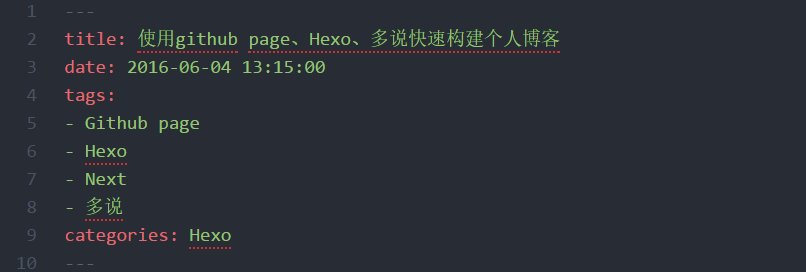 1 ---
2 title: 使用github page、Hexo、多说快速构建个人博客
3 date: 2016-06-04 13:15:00
4 tags:
5 - Github page
6 - Hexo
7 - Next
8 - 多说
9 categories: Hexo
10 ---